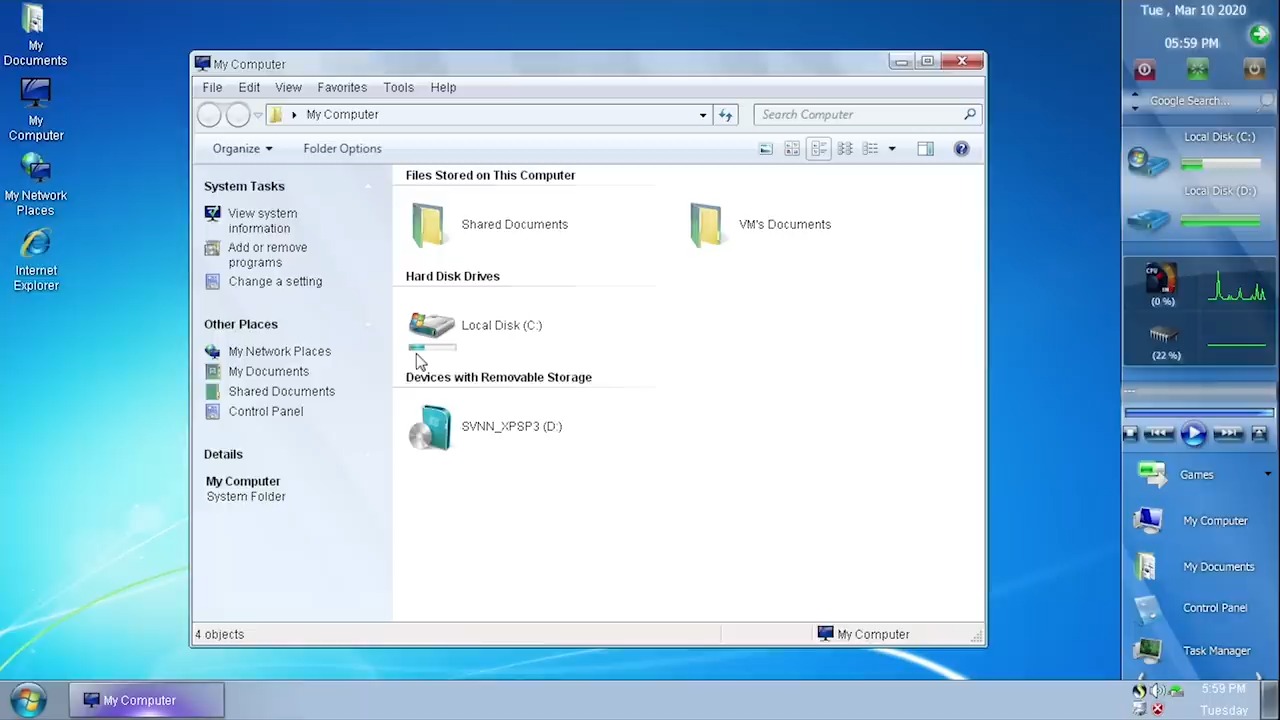 My
Documents
My
Computer
My Network
Places
Internet
Explorer
My Computer
File Edit View Favorites Tools Help
My Computer
Search Computer
Organize
Folder Options
System Tasks
View system
information
Add or remove
programs
Change a setting
Other Places
My Network Places
My Documents
Shared Documents
Control Panel
Details
My Computer
System Folder
Files Stored on This Computer
Shared Documents
VM's Documents
Hard Disk Drives
Local Disk (C:)
Devices with Removable Storage
SVNN_XPSP3 (D:)
4 objects
My Computer
Tue , Mar 10 2020
05:59 PM
Google Search...
Local Disk (C:)
Local Disk (D:)
CPU
(0 %)
(22 %)
Games
My Computer
My Documents
Control Panel
Task Manager
My Computer
5:59 PM
Tuesday